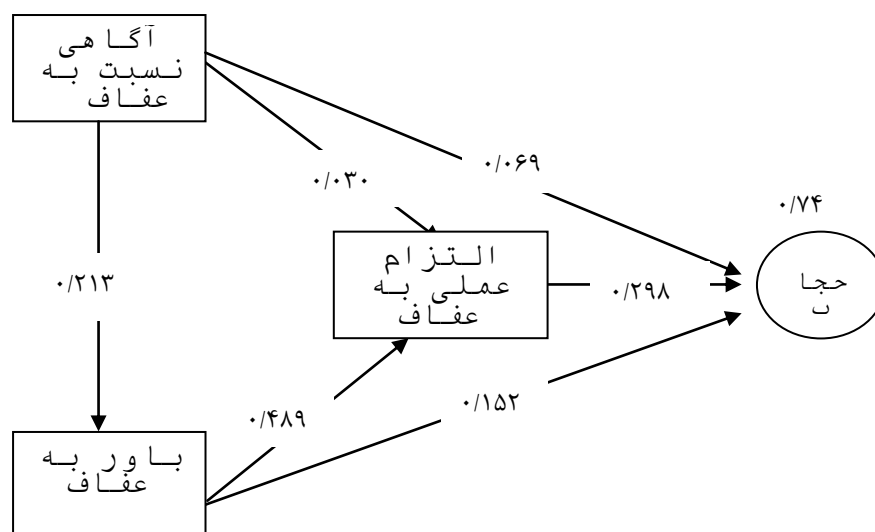 آگاهی
نسبت به
عفاف
۰/۰۶۹
۰/۰۳۰
۰/۷۴
التزام
عملی به
عفاف
حجا
ب
۰/۲۱۳
۰/۲۹۸
۰/۴۸۹
۰/۱۵۲
باور به
عفاف